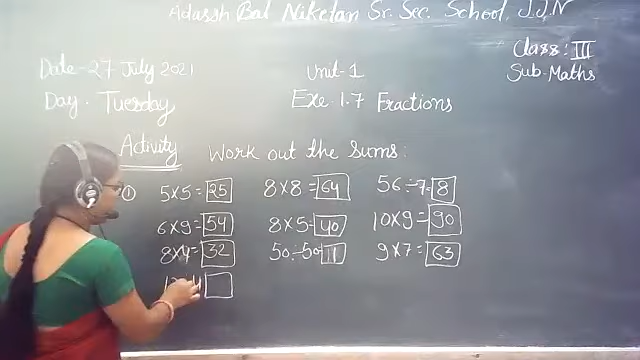 Adarsh Bal Niketan Sr. Sec. School, JJN
Class: III
Date - 27 July 2021 Unit-1 Sub-Maths
Day. Tuesday Exe. 1.7 Fractions
Activity Work out the Sums:
① 5×5=25 8×8=64 56÷7=8
6×9=54 8×5=40 10×9=90
8×4=32 50÷50=1 9×7=63